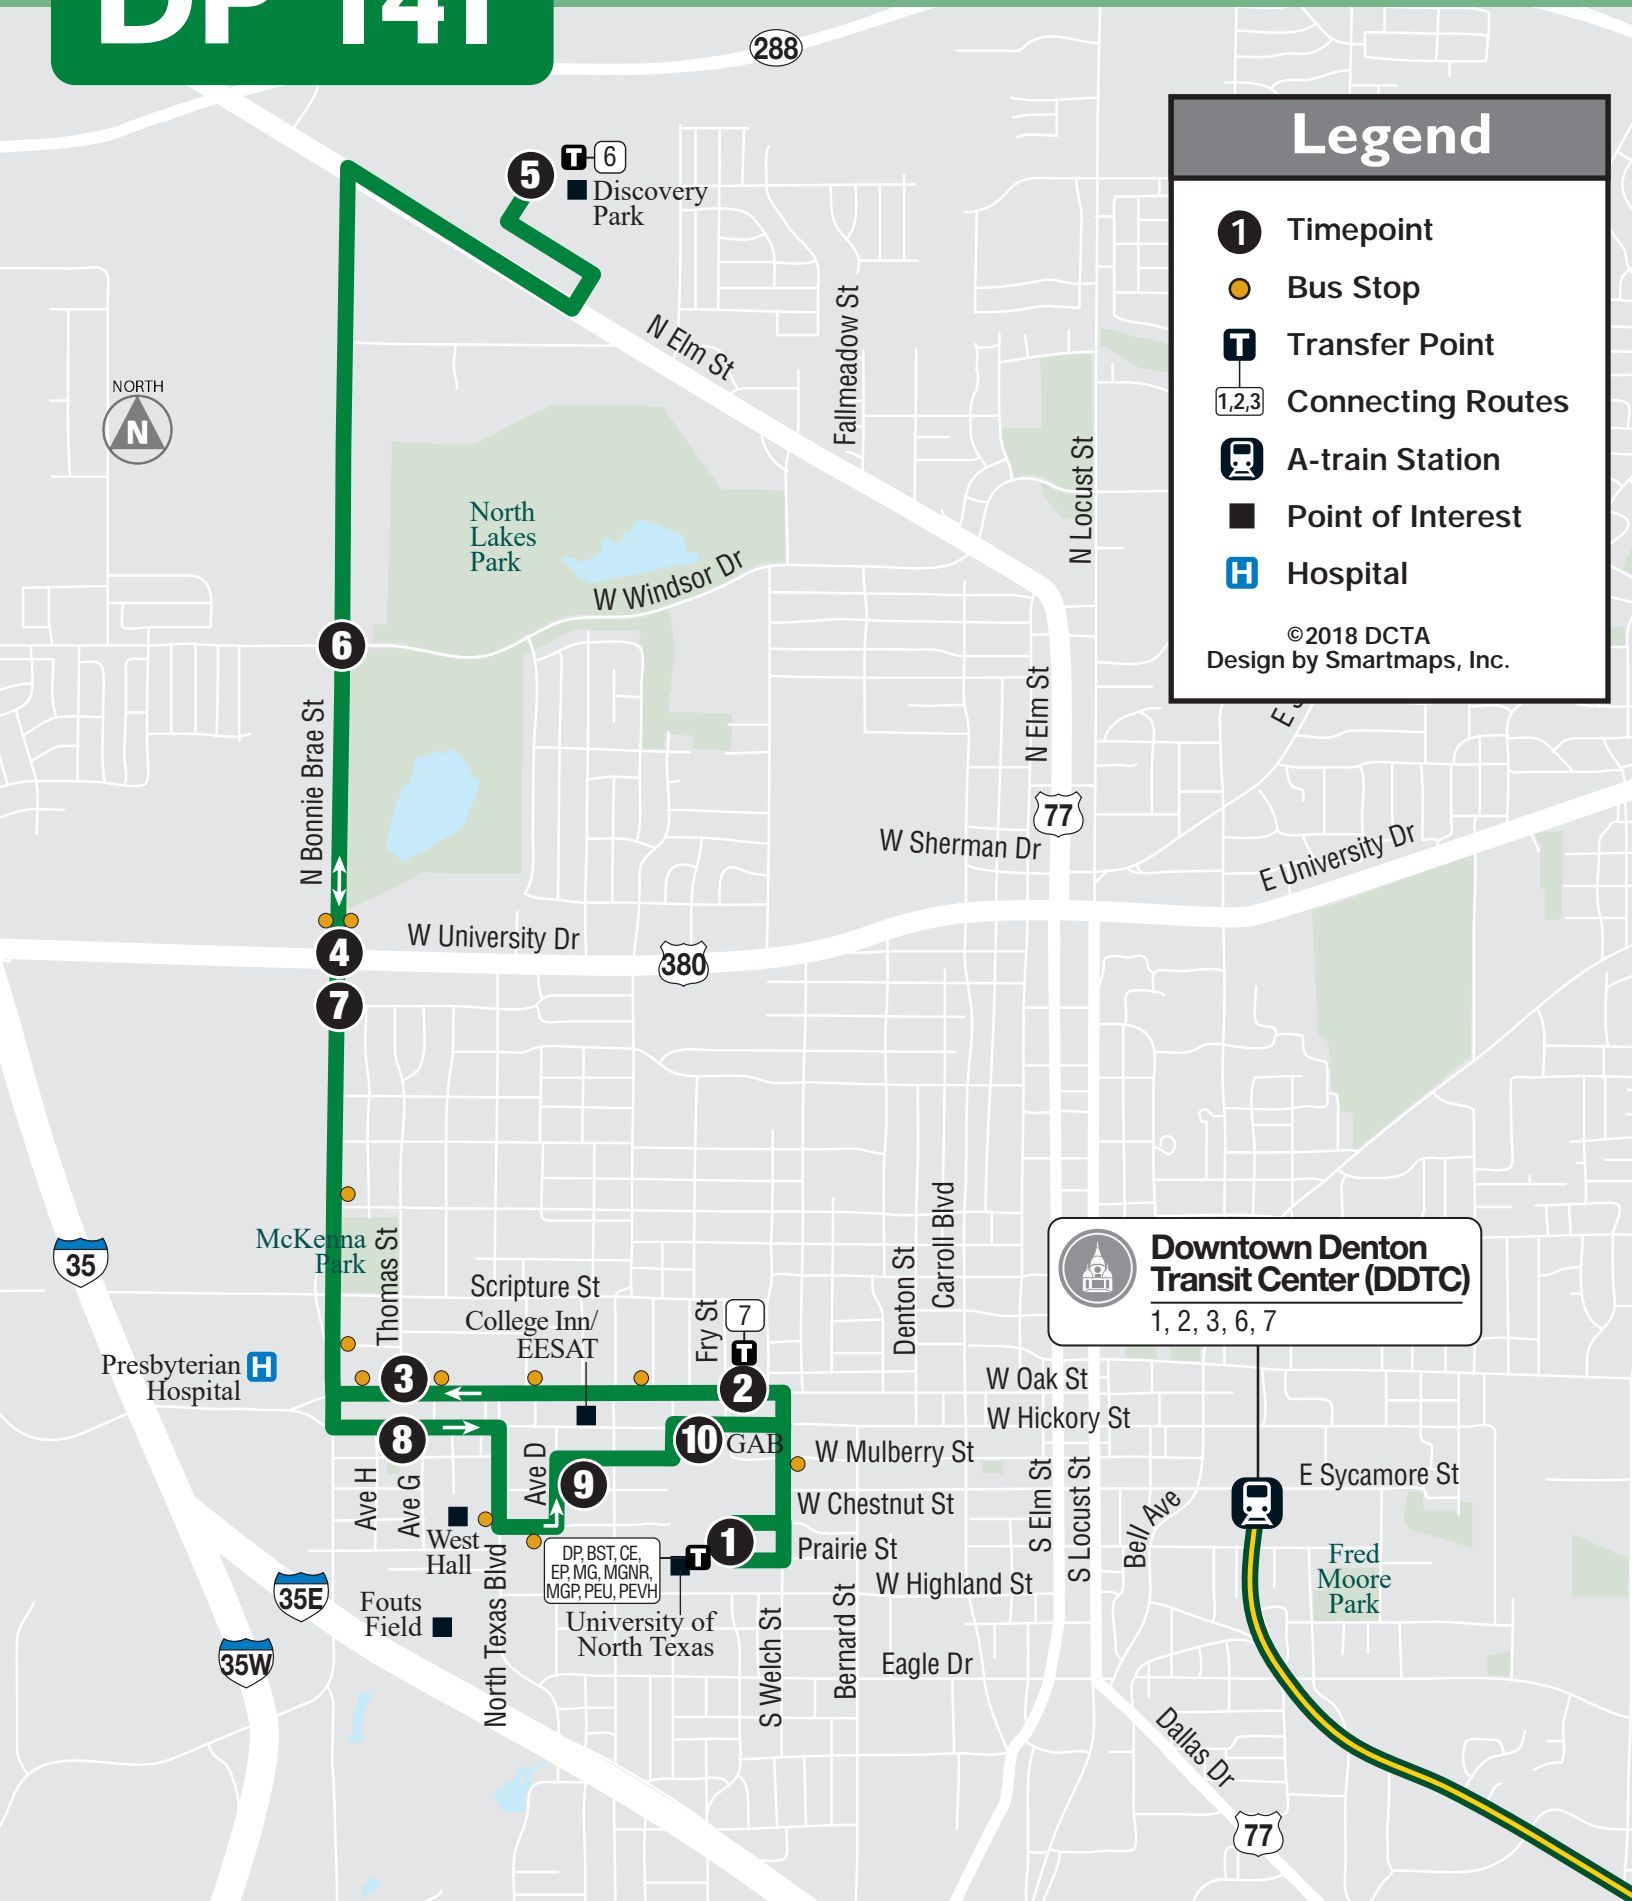 DP 141
288
Legend
1 Timepoint
Bus Stop
T Transfer Point
1,2,3 Connecting Routes
A-train Station
Point of Interest
H Hospital
©2018 DCTA
Design by Smartmaps, Inc.
5
T 6
Discovery
Park
N Elm St
Fallmeadow St
N Locust St
NORTH
N
North
Lakes
Park
W Windsor Dr
6
N Bonnie Brae St
N Elm St
77
W Sherman Dr
E University Dr
W University Dr
380
4
7
35
McKenna
Park
Thomas St
Scripture St
College Inn/
EESAT
Fry St
7
T
Denton St
Carroll Blvd
Downtown Denton
Transit Center (DDTC)
1, 2, 3, 6, 7
Presbyterian
Hospital
H
3
2
W Oak St
W Hickory St
8
10
GAB
W Mulberry St
E Sycamore St
Ave H
Ave G
Ave D
9
W Chestnut St
S Elm St
S Locust St
Bell Ave
West
Hall
1
T
Prairie St
DP, BST, CE,
EP, MG, MGNR,
MGP, PEU, PEVH
W Highland St
Fred
Moore
Park
35E
Fouts
Field
North Texas Blvd
University of
North Texas
S Welch St
Bernard St
Eagle Dr
35W
Dallas Dr
77